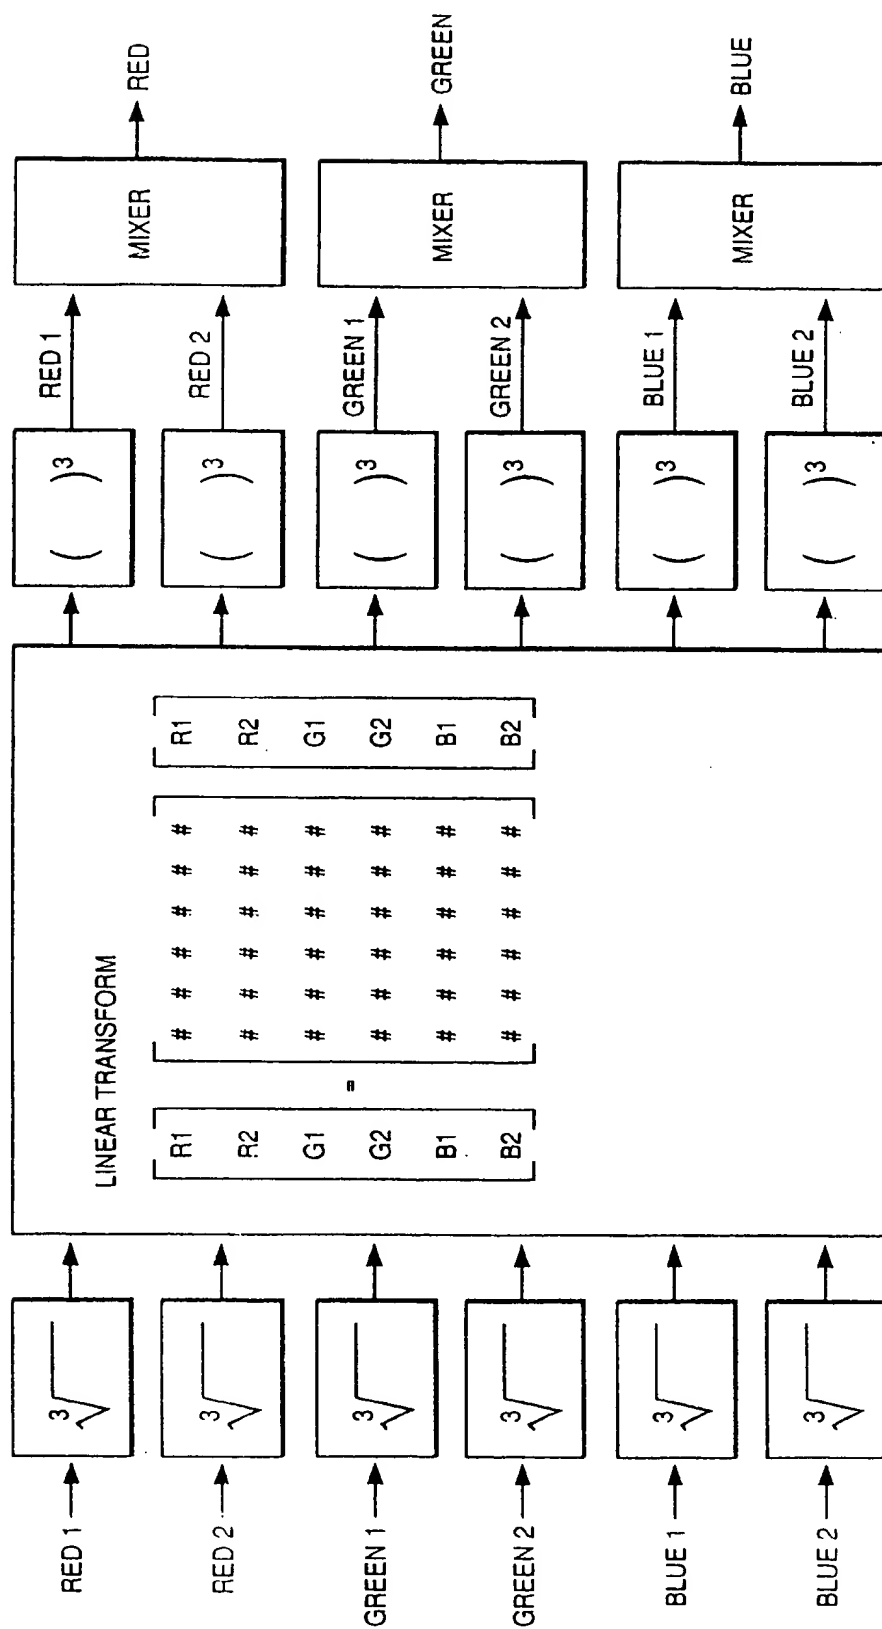 RED 1
RED 2
GREEN 1
GREEN 2
BLUE 1
BLUE 2
3√
3√
3√
3√
3√
3√
LINEAR TRANSFORM
R1 = # # # # # # R1
R2 # # # # # # R2
G1 # # # # # # G1
G2 # # # # # # G2
B1 # # # # # # B1
B2 # # # # # # B2
( )3
( )3
( )3
( )3
( )3
( )3
RED 1
RED 2
GREEN 1
GREEN 2
BLUE 1
BLUE 2
MIXER
MIXER
MIXER
RED
GREEN
BLUE